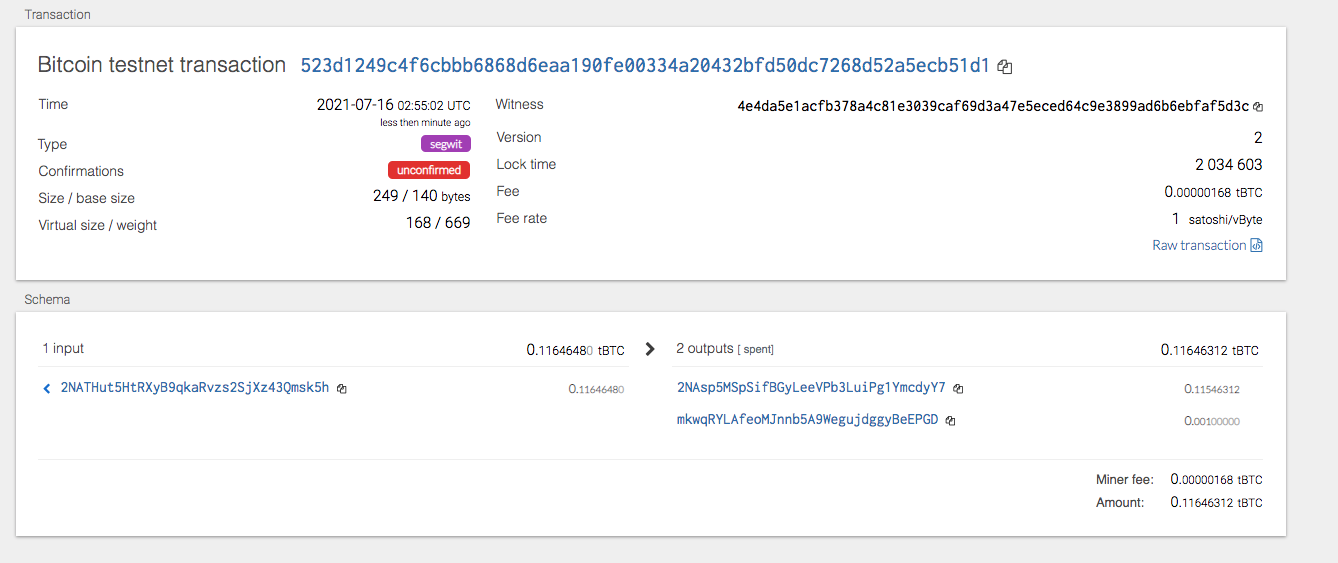 Transaction
Bitcoin testnet transaction 523d1249c4f6cbbb6868d6eaa190fe00334a20432bfd50dc7268d52a5ecb51d1
Time 2021-07-16 02:55:02 UTC
less then minute ago
Type segwit
Confirmations unconfirmed
Size / base size 249 / 140 bytes
Virtual size / weight 168 / 669
Witness 4e4da5e1acfb378a4c81e3039caf69d3a47e5eced64c9e3899ad6b6ebfaf5d3c
Version 2
Lock time 2 034 603
Fee 0.00000168 tBTC
Fee rate 1 satoshi/vByte
Raw transaction
Schema
1 input 0.11646480 tBTC
2 outputs [ spent] 0.11646312 tBTC
2NATHut5HtRXyB9qkaRvzs2SjXz43Qmsk5h 0.11646480
2NAsp5MSpSifBGyLeeVPb3LuiPg1YmcdyY7 0.11546312
mkwqRYLAfeoMJnnb5A9WegujdggyBeEPGD 0.00100000
Miner fee: 0.00000168 tBTC
Amount: 0.11646312 tBTC